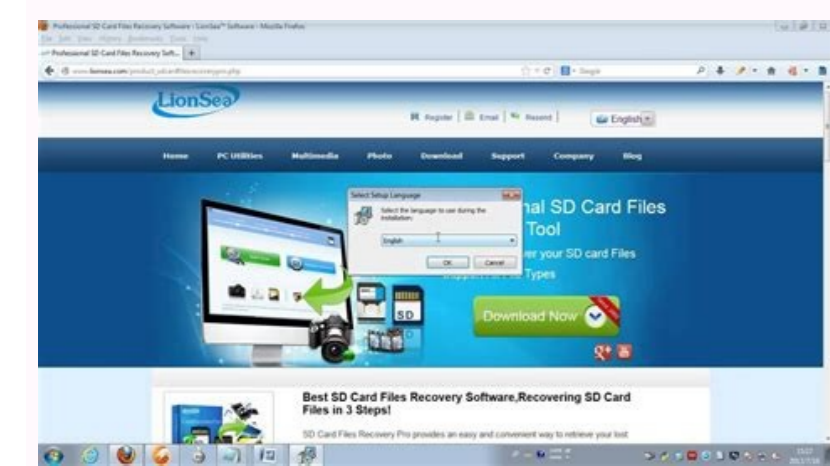 Professional SD Card Files Recovery Software - LionSea™ Software - Mozilla Firefox
Professional SD Card Files Recovery Soft...
LionSea
Register | Email | Resend |
English
Home PC Utilities Multimedia Photo Download Support Company Blog
Select Setup Language
Select the language to use during the installation:
English
OK Cancel
nal SD Card Files
Tool
er your SD card Files
Types
Download Now
SD
Best SD Card Files Recovery Software,Recovering SD Card
Files in 3 Steps!
SD Card Files Recovery Pro provides an easy and convenient way to retrieve your lost